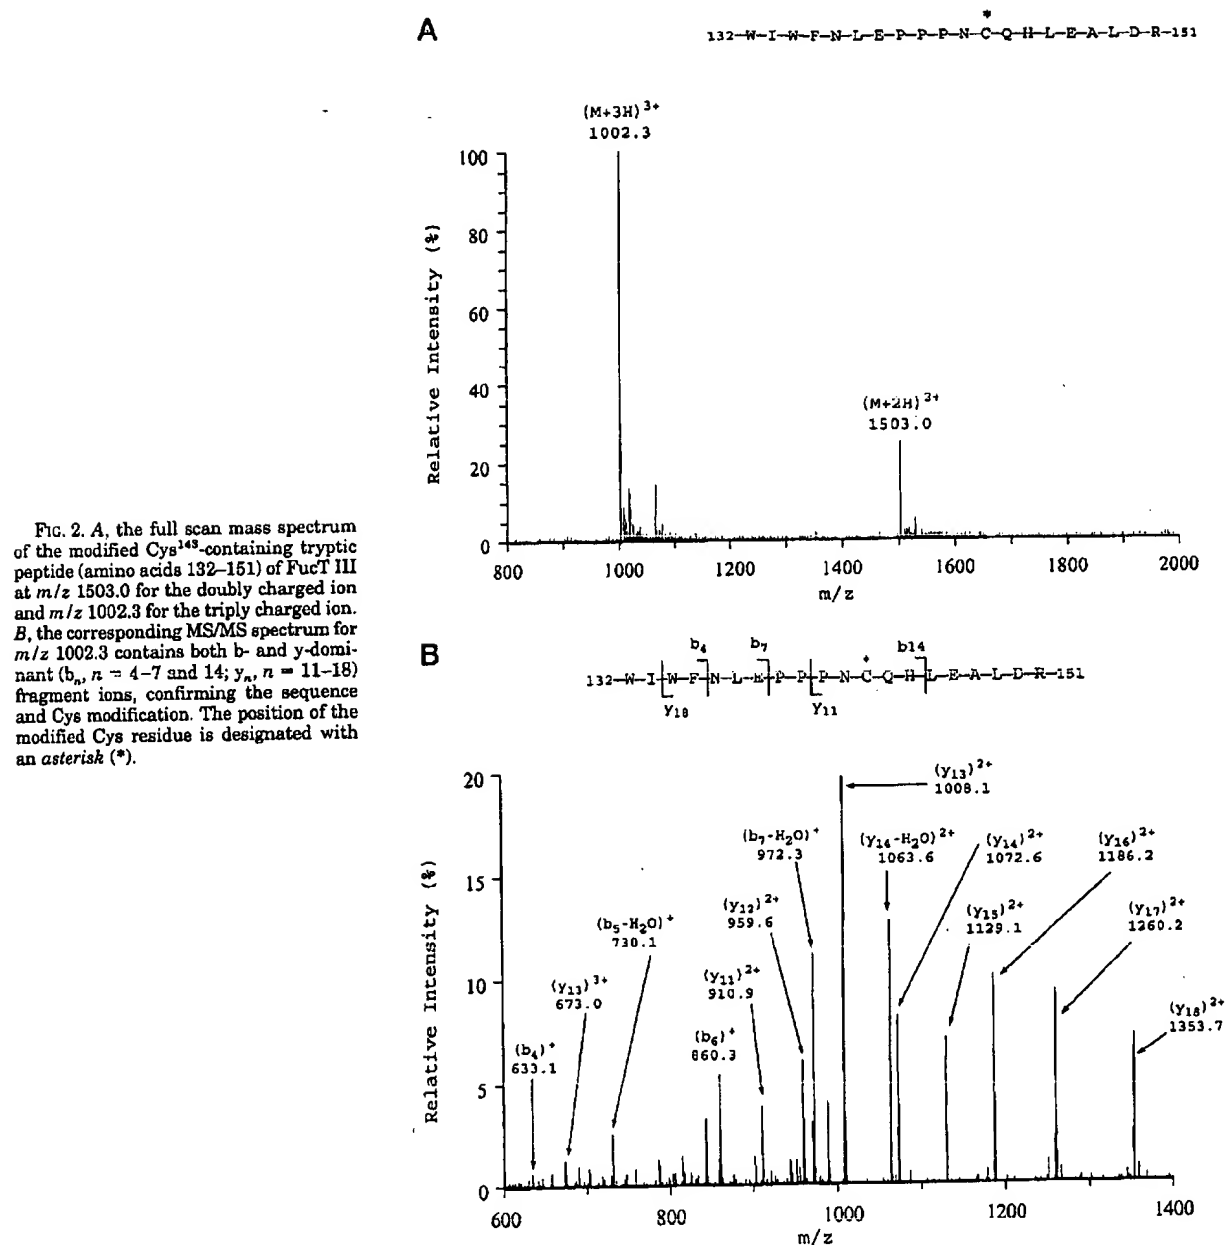 A
*
132-W-I-W-F-N-L-E-P-P-P-N-C-Q-H-L-E-A-L-D-R-151
(M+3H)3+
1002.3
100
80
60
40
20
0
Relative Intensity (%)
(M+2H)2+
1503.0
800
1000
1200
1400
1600
1800
2000
m/z
FIG. 2. A, the full scan mass spectrum
of the modified Cys143-containing tryptic
peptide (amino acids 132–151) of FucT III
at m/z 1503.0 for the doubly charged ion
and m/z 1002.3 for the triply charged ion.
B, the corresponding MS/MS spectrum for
m/z 1002.3 contains both b- and y-domi-
nant (bn, n = 4–7 and 14; yn, n = 11–18)
fragment ions, confirming the sequence
and Cys modification. The position of the
modified Cys residue is designated with
an asterisk (*).
B
b4 b7 * b14
132-W-I-W-F-N-L-E-P-P-P-N-C-Q-H-L-E-A-L-D-R-151
y18 y11
20
15
10
5
0
Relative Intensity (%)
(b4)+
633.1
(y13)3+
673.0
(b5-H2O)+
730.1
(b6)+
860.3
(y11)2+
910.9
(y12)2+
959.6
(b7-H2O)+
972.3
(y13)2+
1008.1
(y14-H2O)2+
1063.6
(y14)2+
1072.6
(y15)2+
1129.1
(y16)2+
1186.2
(y17)2+
1260.2
(y18)2+
1353.7
600
800
1000
1200
1400
m/z